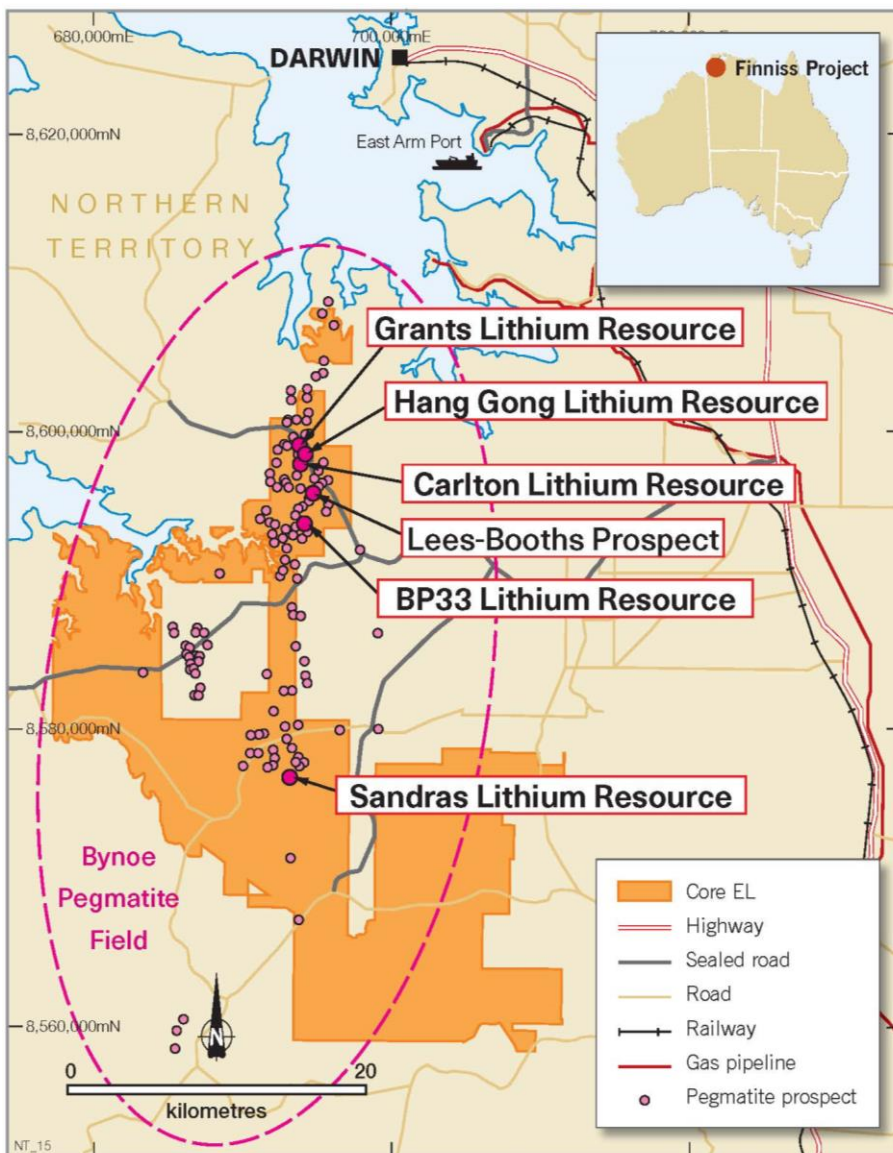 680,000mE
700,000mE
DARWIN
Finniss Project
8,620,000mN
East Arm Port
NORTHERN
TERRITORY
Grants Lithium Resource
Hang Gong Lithium Resource
8,600,000mN
Carlton Lithium Resource
Lees-Booths Prospect
BP33 Lithium Resource
8,580,000mN
Sandras Lithium Resource
Bynoe
Pegmatite
Field
Core EL
Highway
Sealed road
Road
Railway
Gas pipeline
Pegmatite prospect
8,560,000mN
N
0
20
kilometres
NT_15